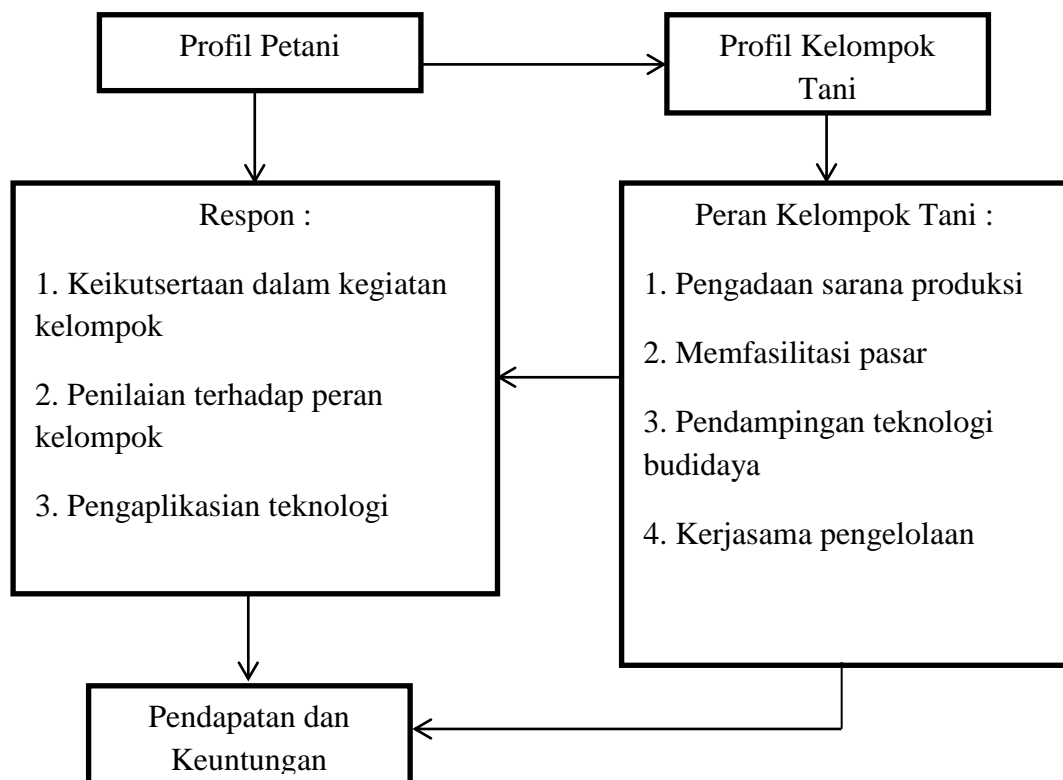 Profil Petani
Profil Kelompok
Tani
Respon :
1. Keikutsertaan dalam kegiatan
kelompok
2. Penilaian terhadap peran
kelompok
3. Pengaplikasian teknologi
Peran Kelompok Tani :
1. Pengadaan sarana produksi
2. Memfasilitasi pasar
3. Pendampingan teknologi
budidaya
4. Kerjasama pengelolaan
Pendapatan dan
Keuntungan